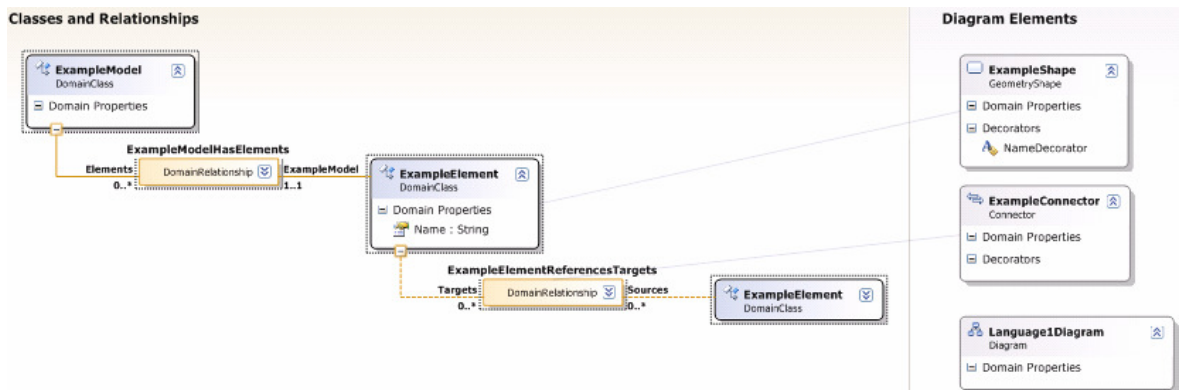 Classes and Relationships
Diagram Elements
ExampleModel
DomainClass
Domain Properties
ExampleModelHasElements
Elements
DomainRelationship
ExampleModel
0..*
1..1
ExampleElement
DomainClass
Domain Properties
Name : String
ExampleElementReferencesTargets
Targets
DomainRelationship
Sources
0..*
0..*
ExampleElement
DomainClass
ExampleShape
GeometryShape
Domain Properties
Decorators
NameDecorator
ExampleConnector
Connector
Domain Properties
Decorators
Language1Diagram
Diagram
Domain Properties